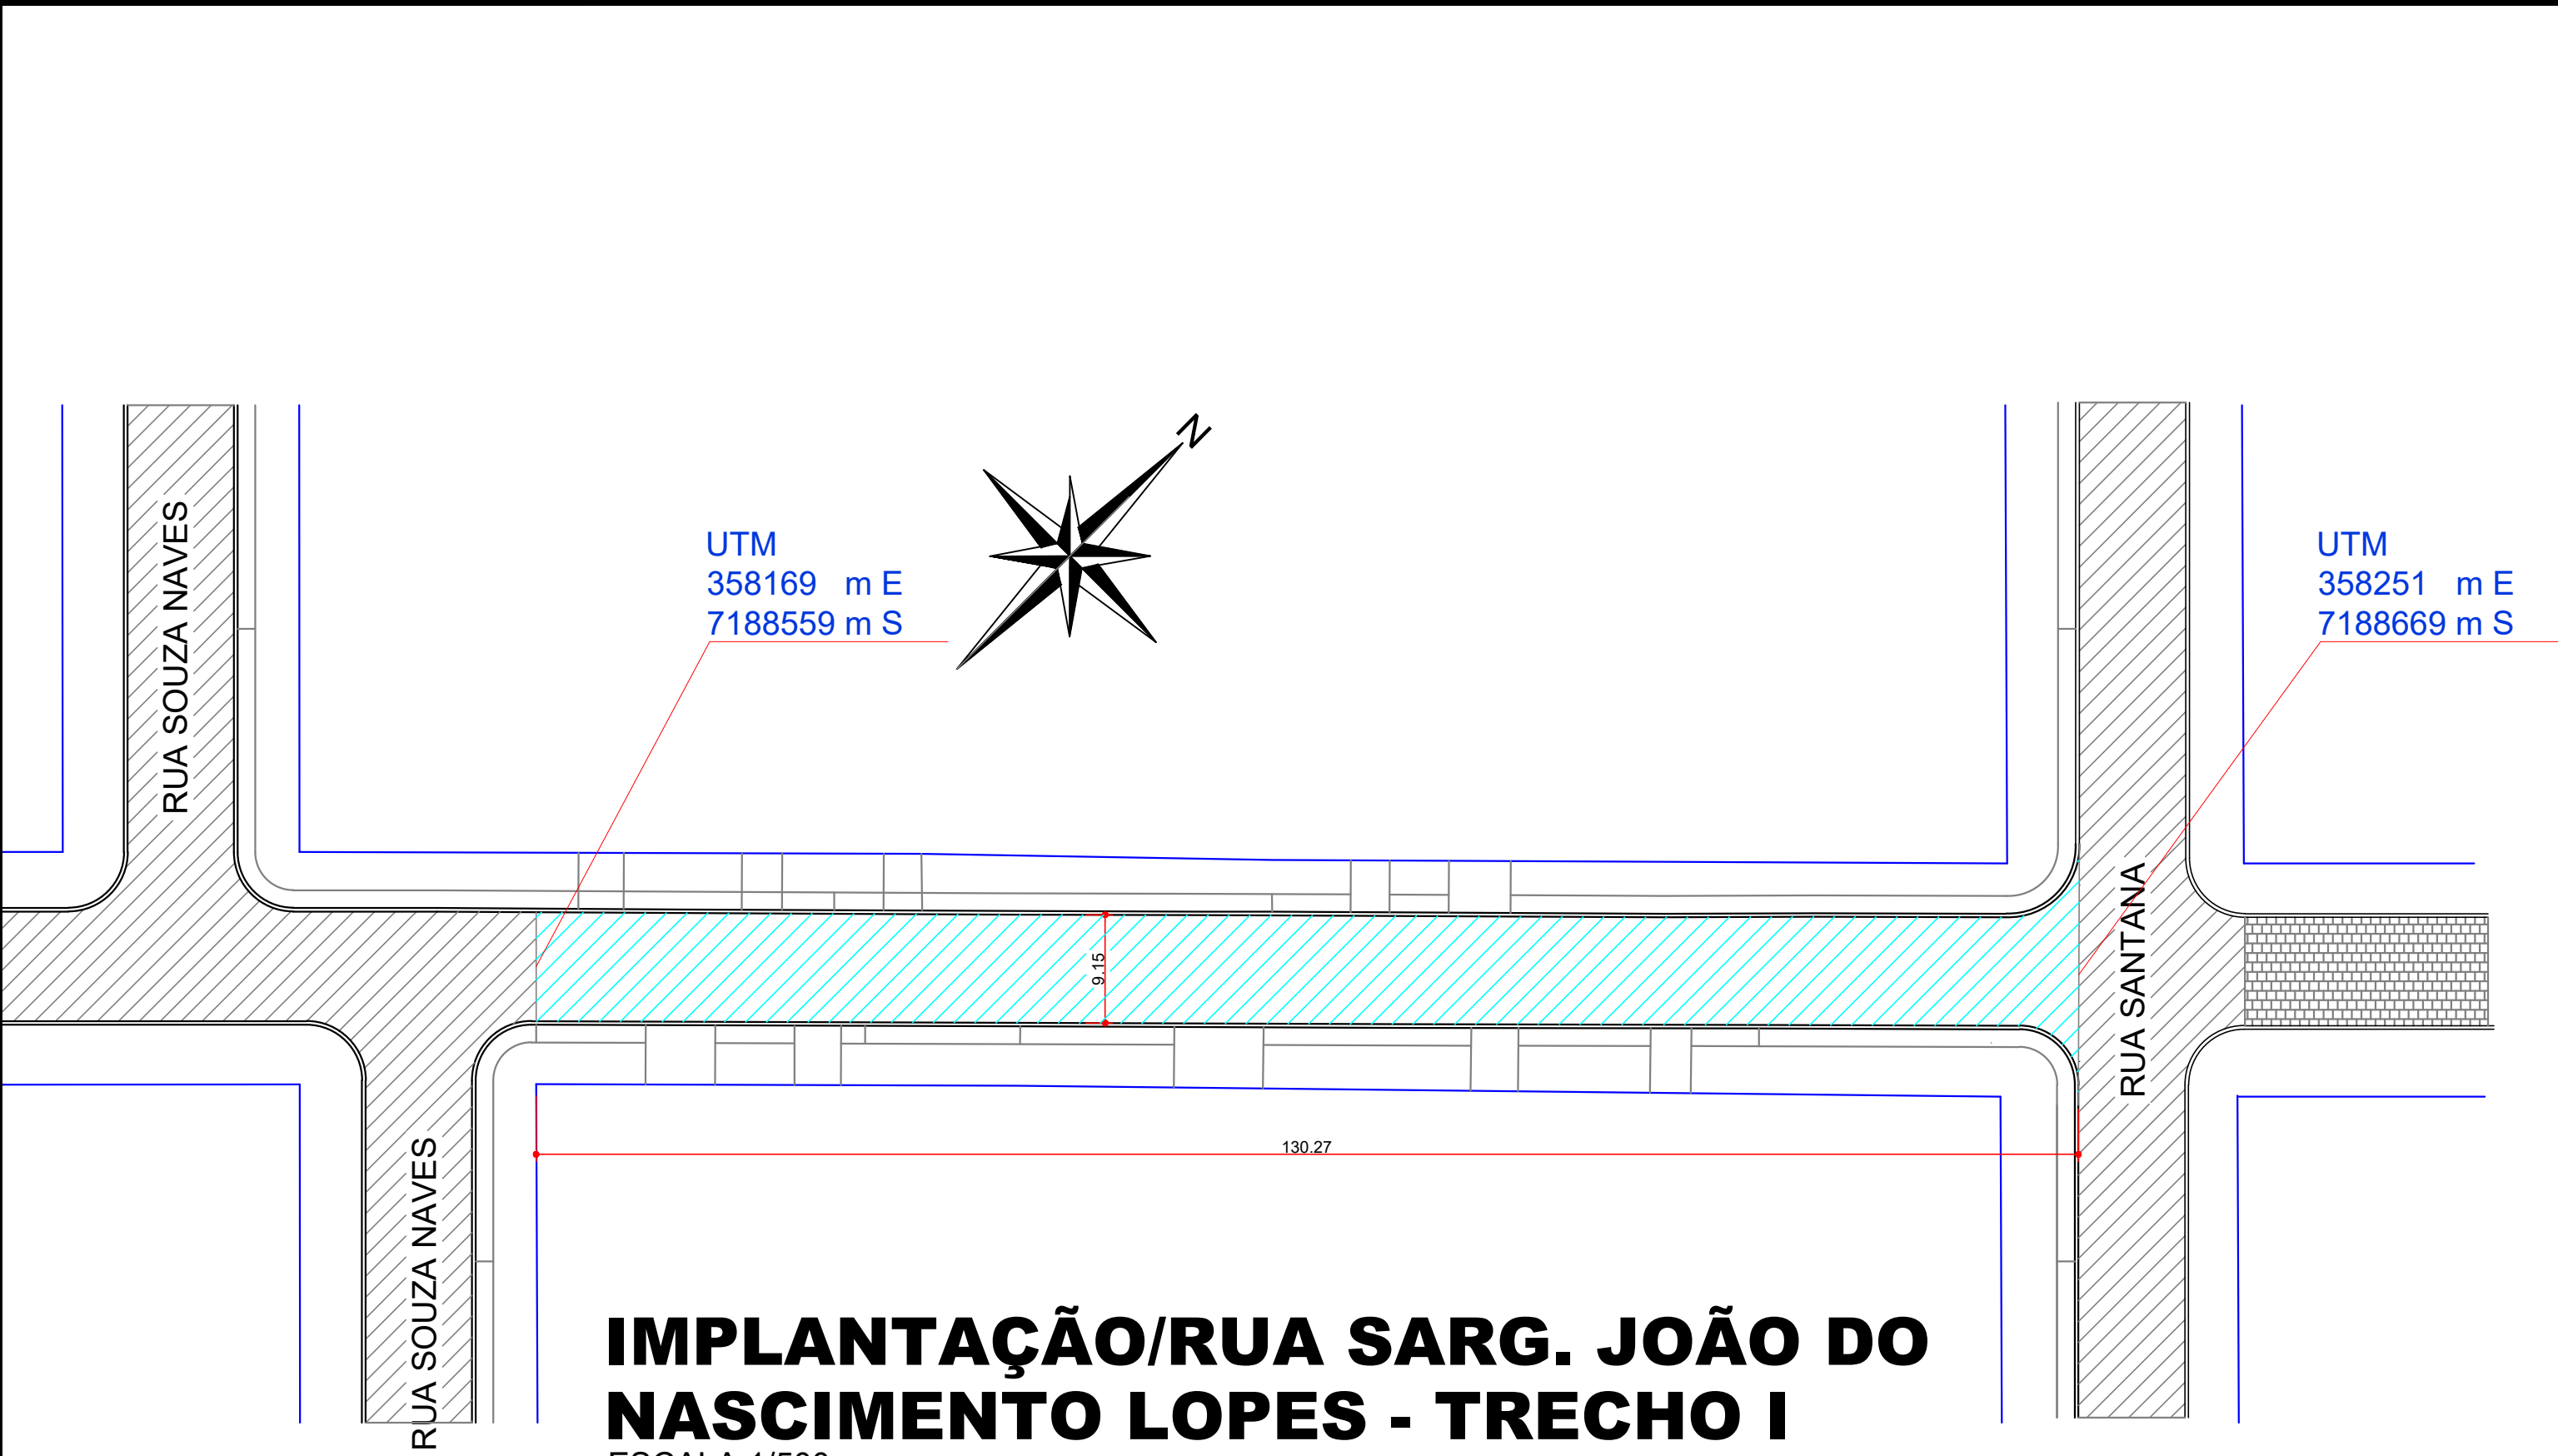 N
UTM
358169 m E
7188559 m S
UTM
358251 m E
7188669 m S
RUA SOUZA NAVES
RUA SANTANA
9.15
130.27
RUA SOUZA NAVES
IMPLANTAÇÃO/RUA SARG. JOÃO DO
NASCIMENTO LOPES - TRECHO I